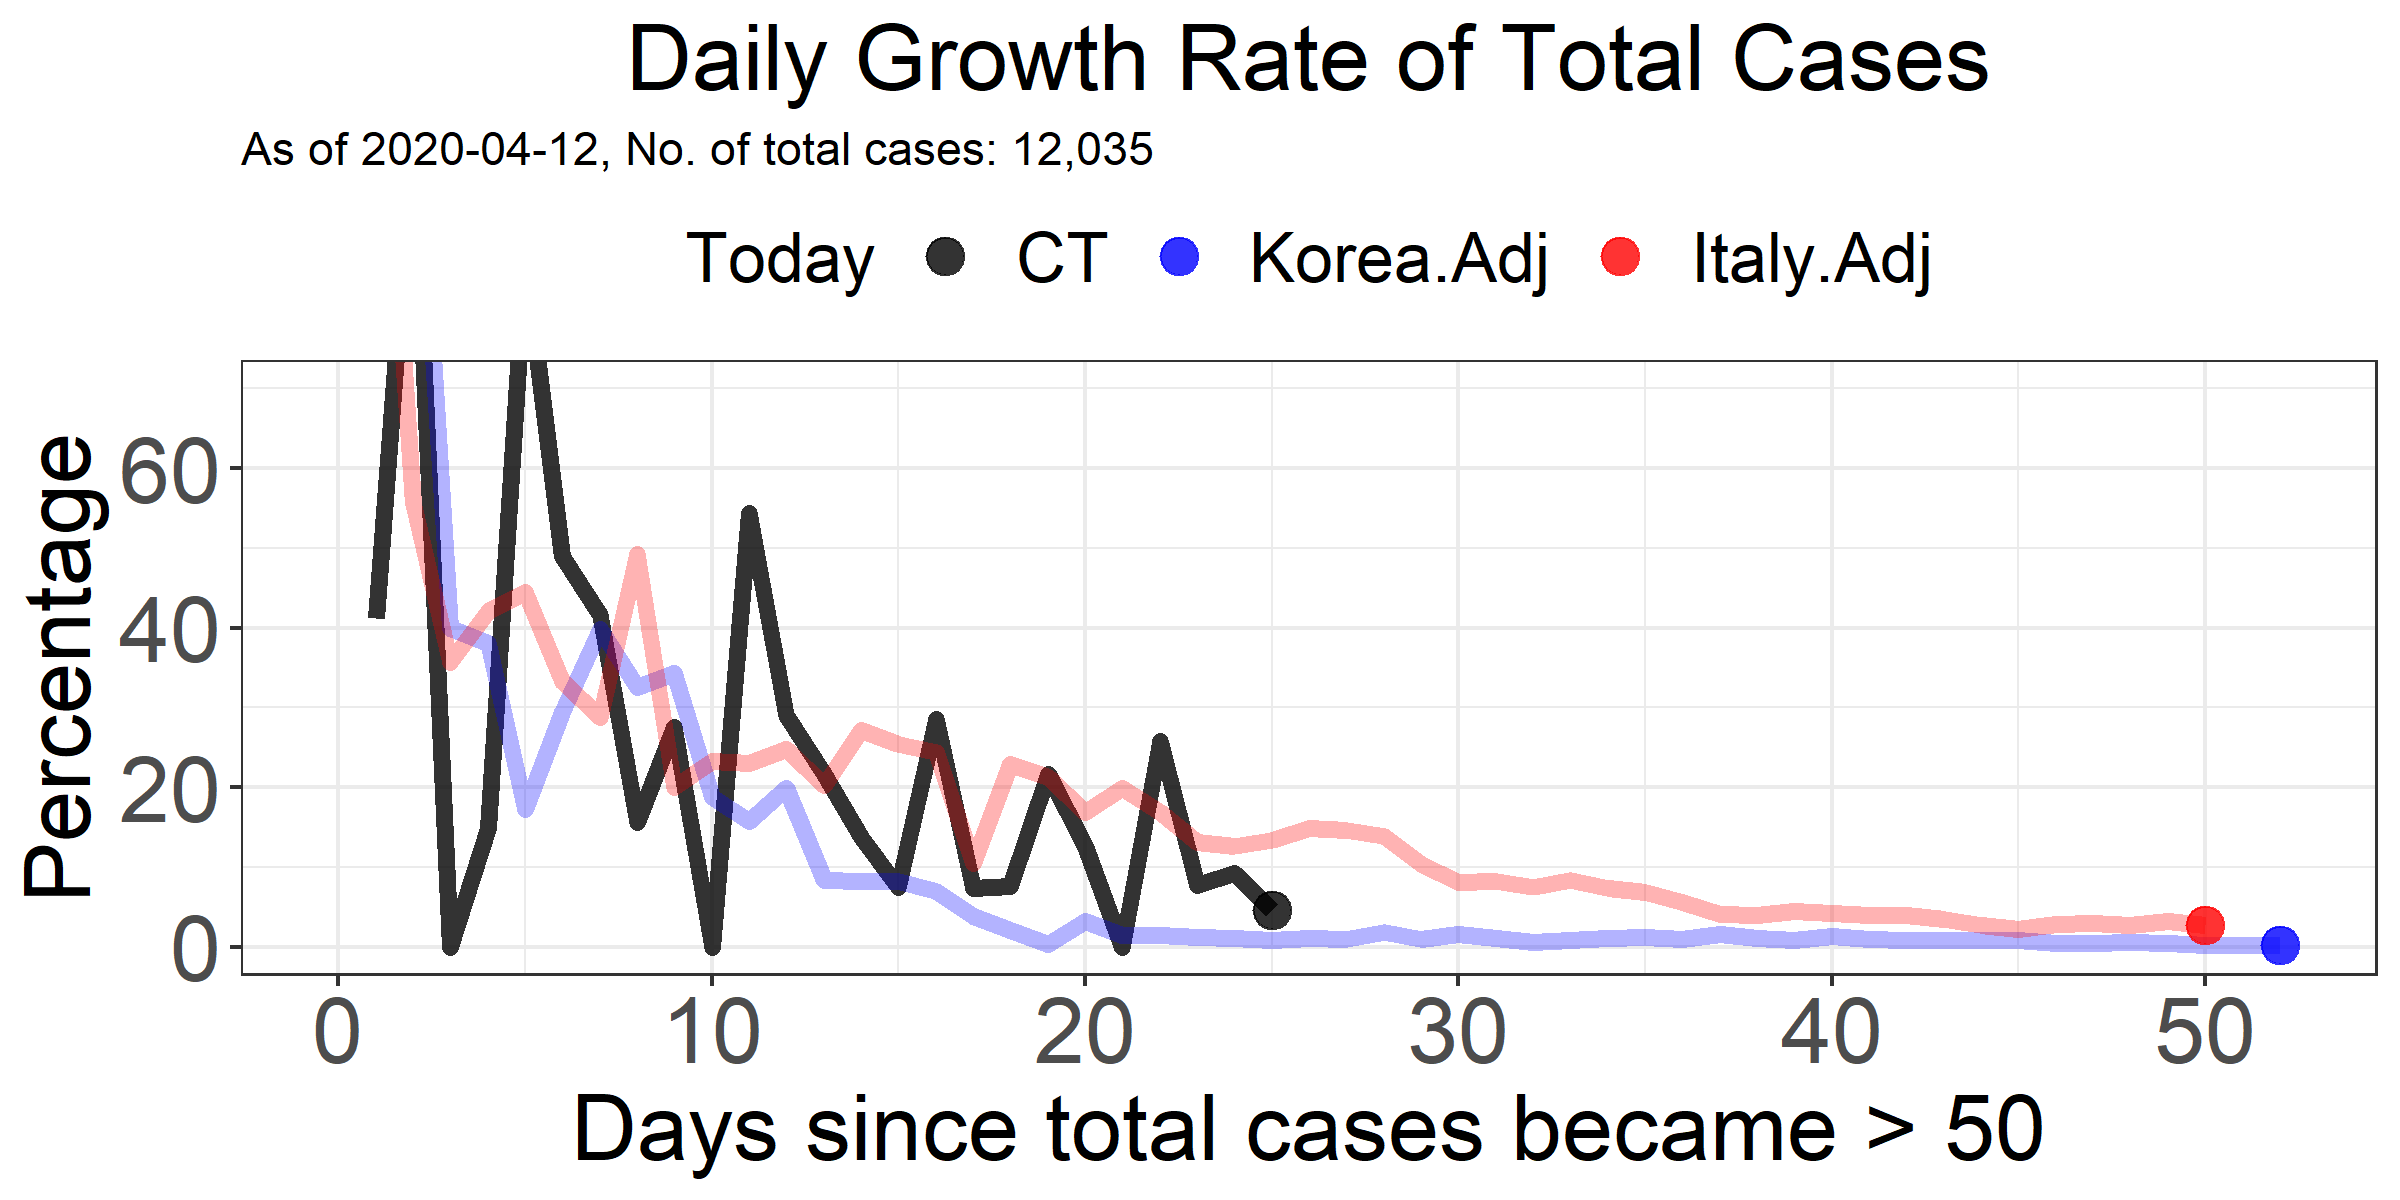 Daily Growth Rate of Total Cases
As of 2020-04-12, No. of total cases: 12,035
Today CT Korea.Adj Italy.Adj
Percentage
60
40
20
0
0 10 20 30 40 50
Days since total cases became > 50